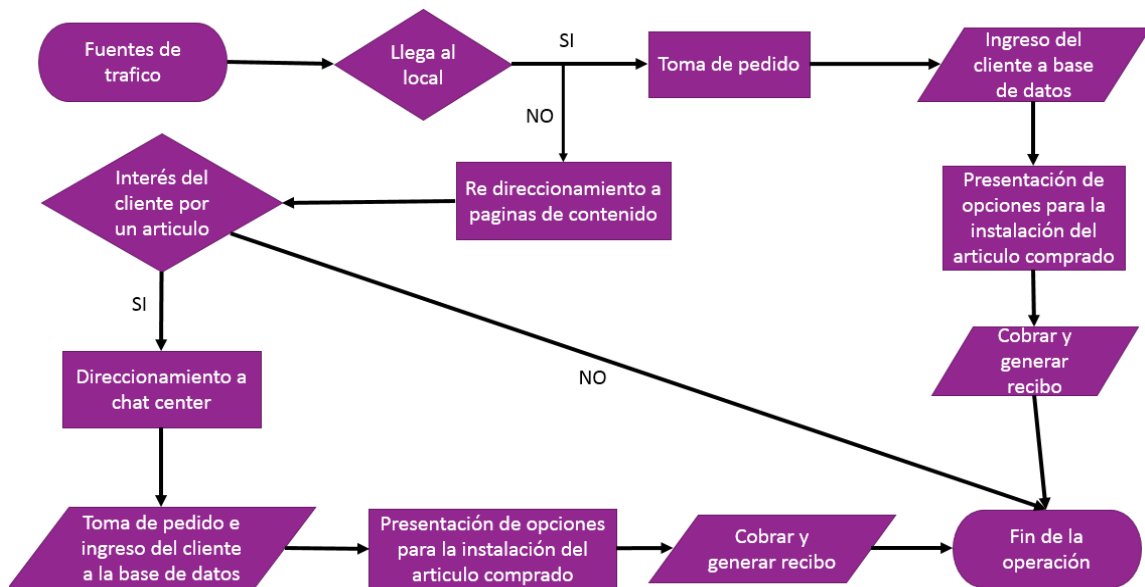 Fuentes de
trafico
Llega al
local
SI
Toma de pedido
Ingreso del
cliente a base
de datos
NO
Interés del
cliente por
un articulo
Re direccionamiento a
paginas de contenido
Presentación de
opciones para la
instalación del
articulo comprado
SI
Cobrar y
generar
recibo
Direccionamiento a
chat center
NO
Toma de pedido e
ingreso del cliente
a la base de datos
Presentación de opciones
para la instalación del
articulo comprado
Cobrar y
generar recibo
Fin de la
operación